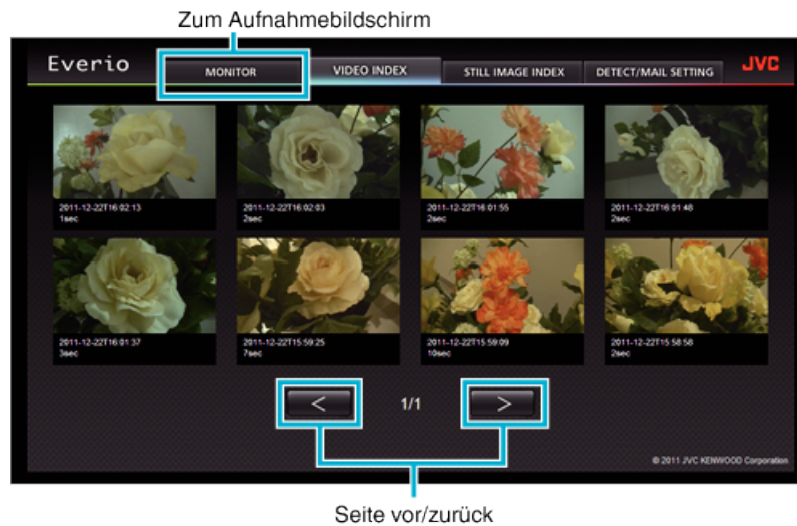 Zum Aufnahmebildschirm
Everio MONITOR VIDEO INDEX STILL IMAGE INDEX DETECT/MAIL SETTING JVC
2011-12-22T16:02:13 2011-12-22T16:02:03 2011-12-22T16:01:55 2011-12-22T16:01:48
1sec 2sec 2sec 2sec
2011-12-22T16:01:37 2011-12-22T15:59:25 2011-12-22T15:59:09 2011-12-22T15:58:58
3sec 7sec 10sec 2sec
< 1/1 >
© 2011 JVC KENWOOD Corporation
Seite vor/zurück